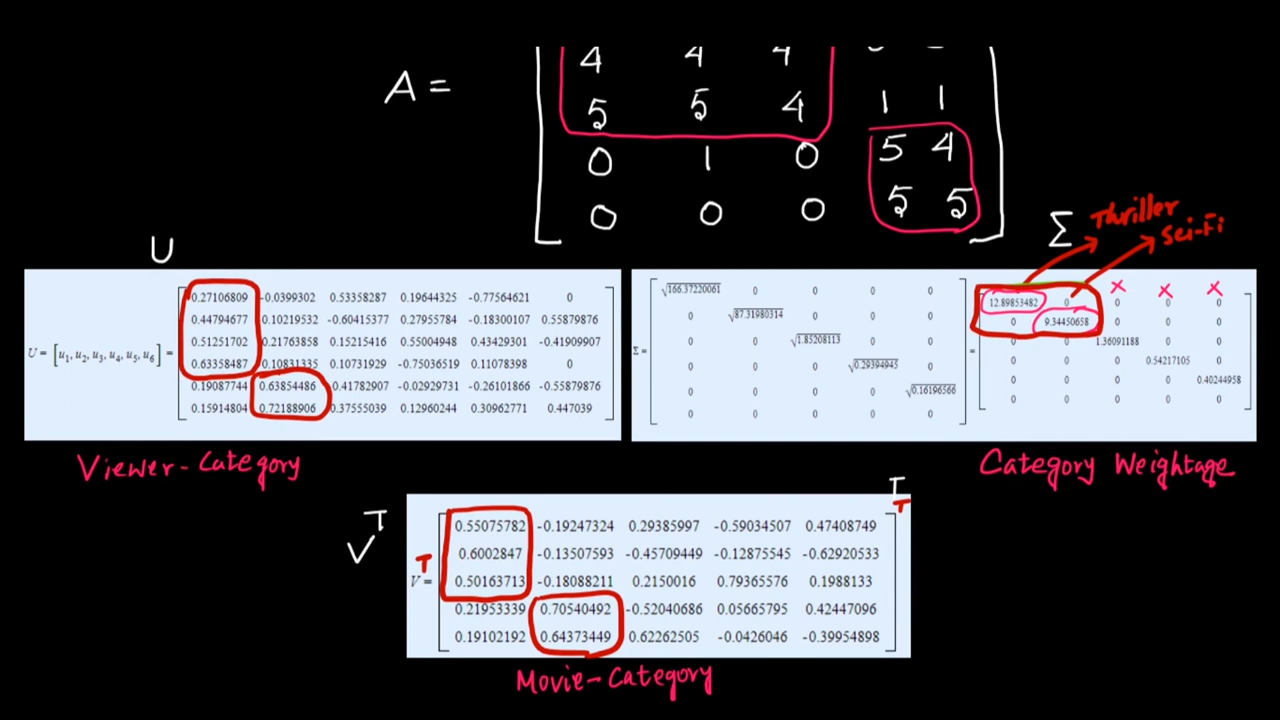 4 4 4
A =
5 5 4 1 1
0 1 0 5 4
0 0 0 5 5
Thriller
Sci-Fi
Σ
U
0.27106809 -0.0399302 0.53358287 0.19644325 -0.77564621 0
0.44794677 0.10219532 -0.60415377 0.27955784 -0.18300107 0.55879876
0.51251702 0.21763858 0.15215416 0.55004948 0.43429301 -0.41909907
U = [u₁, u₂, u₃, u₄, u₅, u₆] =
0.63358487 0.10831335 0.10731929 -0.75036519 0.11078398 0
0.19087744 0.63854486 0.41782907 -0.02929731 -0.26101866 -0.55879876
0.15914804 0.72188906 0.37555039 0.12960244 0.30962771 0.447039
√166.37220061 0 0 0 0
0 √87.31980314 0 0 0
0 0 √1.85208113 0 0
Σ =
0 0 0 √0.29394945 0
0 0 0 0 √0.16196566
0 0 0 0 0
=
× × ×
12.89853482 0 0 0 0
0 9.34450658 0 0 0
0 0 1.36091188 0 0
0 0 0 0.54217105 0
0 0 0 0 0.40244958
0 0 0 0 0
Viewer-Category
Category Weightage
Vᵀ
T
T
0.55075782 -0.19247324 0.29385997 -0.59034507 0.47408749
0.6002847 -0.13507593 -0.45709449 -0.12875545 -0.62920533
T
V =
0.50163713 -0.18088211 0.2150016 0.79365576 0.1988133
0.21953339 0.70540492 -0.52040686 0.05665795 0.42447096
0.19102192 0.64373449 0.62262505 -0.0426046 -0.39954898
Movie-Category